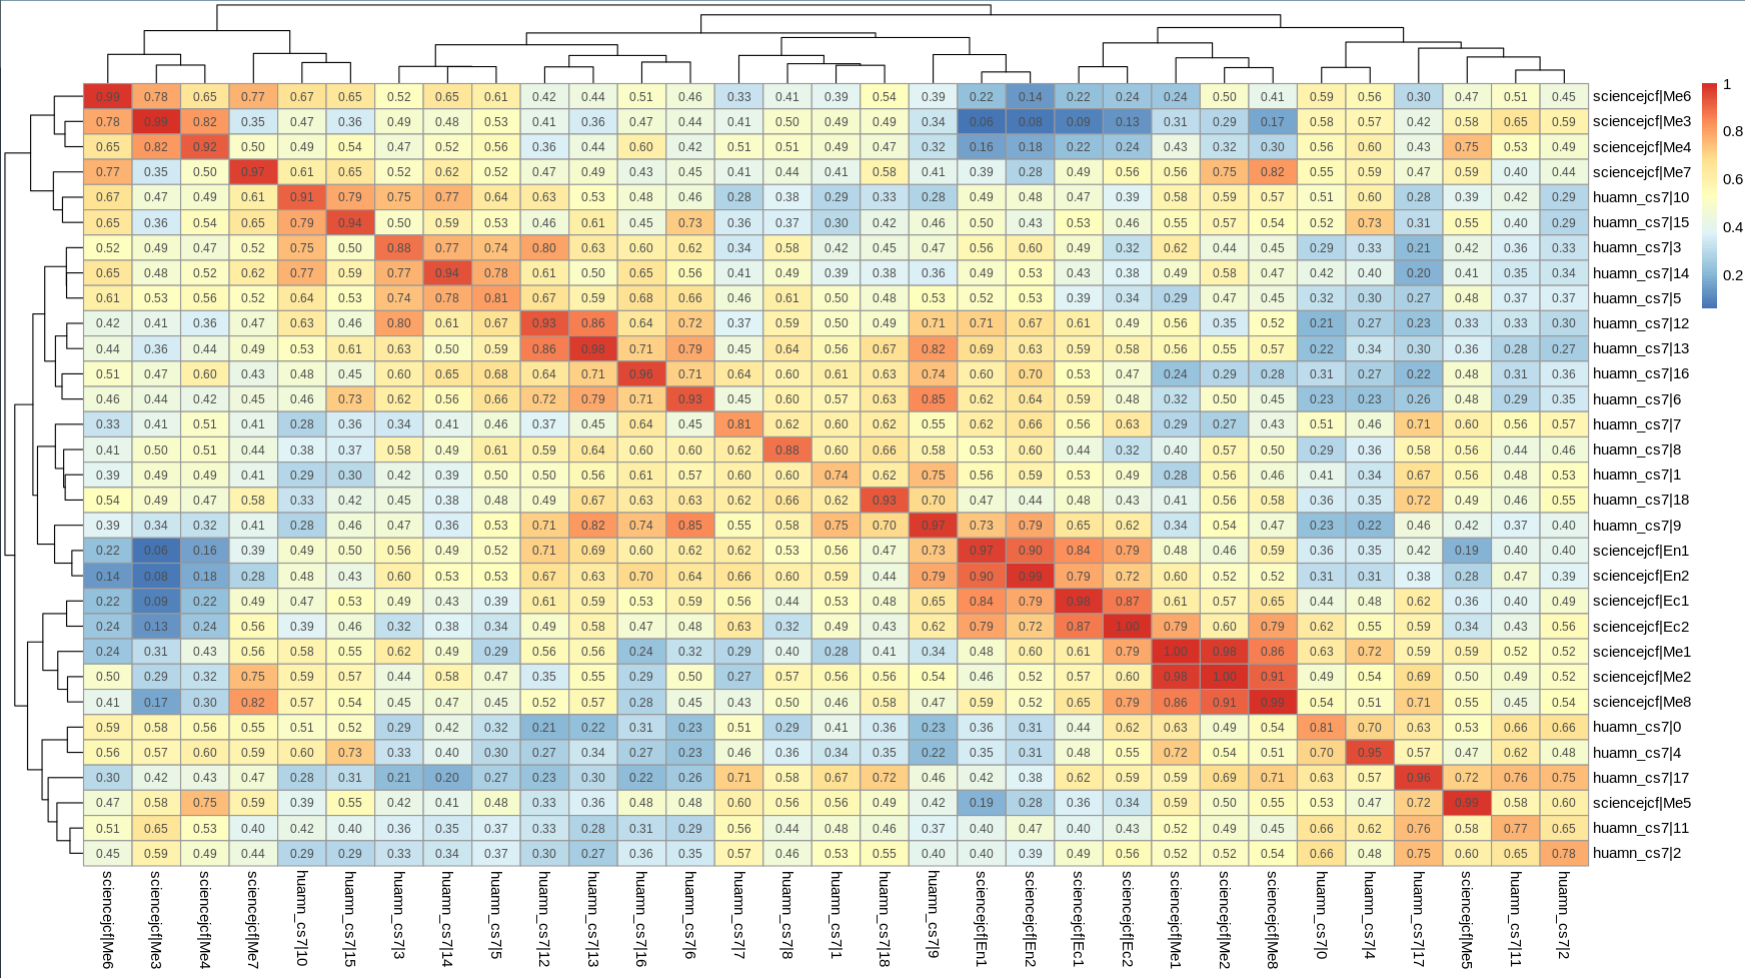 0.99 0.78 0.65 0.77 0.67 0.65 0.52 0.65 0.61 0.42 0.44 0.51 0.46 0.33 0.41 0.39 0.54 0.39 0.22 0.14 0.22 0.24 0.24 0.50 0.41 0.59 0.56 0.30 0.47 0.51 0.45 sciencejcf|Me6
0.78 0.99 0.82 0.35 0.47 0.36 0.49 0.48 0.53 0.41 0.36 0.47 0.44 0.41 0.50 0.49 0.49 0.34 0.06 0.08 0.09 0.13 0.31 0.29 0.17 0.58 0.57 0.42 0.58 0.65 0.59 sciencejcf|Me3
0.65 0.82 0.92 0.50 0.49 0.54 0.47 0.52 0.56 0.36 0.44 0.60 0.42 0.51 0.51 0.49 0.47 0.32 0.16 0.18 0.22 0.24 0.43 0.32 0.30 0.56 0.60 0.43 0.75 0.53 0.49 sciencejcf|Me4
0.77 0.35 0.50 0.97 0.61 0.65 0.52 0.62 0.52 0.47 0.49 0.43 0.45 0.41 0.44 0.41 0.58 0.41 0.39 0.28 0.49 0.56 0.56 0.75 0.82 0.55 0.59 0.47 0.59 0.40 0.44 sciencejcf|Me7
0.67 0.47 0.49 0.61 0.91 0.79 0.75 0.77 0.64 0.63 0.53 0.48 0.46 0.28 0.38 0.29 0.33 0.28 0.49 0.48 0.47 0.39 0.58 0.59 0.57 0.51 0.60 0.28 0.39 0.42 0.29 huamn_cs7|10
0.65 0.36 0.54 0.65 0.79 0.94 0.50 0.59 0.53 0.46 0.61 0.45 0.73 0.36 0.37 0.30 0.42 0.46 0.50 0.43 0.53 0.46 0.55 0.57 0.54 0.52 0.73 0.31 0.55 0.40 0.29 huamn_cs7|15
0.52 0.49 0.47 0.52 0.75 0.50 0.88 0.77 0.74 0.80 0.63 0.60 0.62 0.34 0.58 0.42 0.45 0.47 0.56 0.60 0.49 0.32 0.62 0.44 0.45 0.29 0.33 0.21 0.42 0.36 0.33 huamn_cs7|3
0.65 0.48 0.52 0.62 0.77 0.59 0.77 0.94 0.78 0.61 0.50 0.65 0.56 0.41 0.49 0.39 0.38 0.36 0.49 0.53 0.43 0.38 0.49 0.58 0.47 0.42 0.40 0.20 0.41 0.35 0.34 huamn_cs7|14
0.61 0.53 0.56 0.52 0.64 0.53 0.74 0.78 0.81 0.67 0.59 0.68 0.66 0.46 0.61 0.50 0.48 0.53 0.52 0.53 0.39 0.34 0.29 0.47 0.45 0.32 0.30 0.27 0.48 0.37 0.37 huamn_cs7|5
0.42 0.41 0.36 0.47 0.63 0.46 0.80 0.61 0.67 0.93 0.86 0.64 0.72 0.37 0.59 0.50 0.49 0.71 0.71 0.67 0.61 0.49 0.56 0.35 0.52 0.21 0.27 0.23 0.33 0.33 0.30 huamn_cs7|12
0.44 0.36 0.44 0.49 0.53 0.61 0.63 0.50 0.59 0.86 0.98 0.71 0.79 0.45 0.64 0.56 0.67 0.82 0.69 0.63 0.59 0.58 0.56 0.55 0.57 0.22 0.34 0.30 0.36 0.28 0.27 huamn_cs7|13
0.51 0.47 0.60 0.43 0.48 0.45 0.60 0.65 0.68 0.64 0.71 0.96 0.71 0.64 0.60 0.61 0.63 0.74 0.60 0.70 0.53 0.47 0.24 0.29 0.28 0.31 0.27 0.22 0.48 0.31 0.36 huamn_cs7|16
0.46 0.44 0.42 0.45 0.46 0.73 0.62 0.56 0.66 0.72 0.79 0.71 0.93 0.45 0.60 0.57 0.63 0.85 0.62 0.64 0.59 0.48 0.32 0.50 0.45 0.23 0.23 0.26 0.48 0.29 0.35 huamn_cs7|6
0.33 0.41 0.51 0.41 0.28 0.36 0.34 0.41 0.46 0.37 0.45 0.64 0.45 0.81 0.62 0.60 0.62 0.55 0.62 0.66 0.56 0.63 0.29 0.27 0.43 0.51 0.46 0.71 0.60 0.56 0.57 huamn_cs7|7
0.41 0.50 0.51 0.44 0.38 0.37 0.58 0.49 0.61 0.59 0.64 0.60 0.60 0.62 0.88 0.60 0.66 0.58 0.53 0.60 0.44 0.32 0.40 0.57 0.50 0.29 0.36 0.58 0.56 0.44 0.46 huamn_cs7|8
0.39 0.49 0.49 0.41 0.29 0.30 0.42 0.39 0.50 0.50 0.56 0.61 0.57 0.60 0.60 0.74 0.62 0.75 0.56 0.59 0.53 0.49 0.28 0.56 0.46 0.41 0.34 0.67 0.56 0.48 0.53 huamn_cs7|1
0.54 0.49 0.47 0.58 0.33 0.42 0.45 0.38 0.48 0.49 0.67 0.63 0.63 0.62 0.66 0.62 0.93 0.70 0.47 0.44 0.48 0.43 0.41 0.56 0.58 0.36 0.35 0.72 0.49 0.46 0.55 huamn_cs7|18
0.39 0.34 0.32 0.41 0.28 0.46 0.47 0.36 0.53 0.71 0.82 0.74 0.85 0.55 0.58 0.75 0.70 0.97 0.73 0.79 0.65 0.62 0.34 0.54 0.47 0.23 0.22 0.46 0.42 0.37 0.40 huamn_cs7|9
0.22 0.06 0.16 0.39 0.49 0.50 0.56 0.49 0.52 0.71 0.69 0.60 0.62 0.62 0.53 0.56 0.47 0.73 0.97 0.90 0.84 0.79 0.48 0.46 0.59 0.36 0.35 0.42 0.19 0.40 0.40 sciencejcf|En1
0.14 0.08 0.18 0.28 0.48 0.43 0.60 0.53 0.53 0.67 0.63 0.70 0.64 0.66 0.60 0.59 0.44 0.79 0.90 0.99 0.79 0.72 0.60 0.52 0.52 0.31 0.31 0.38 0.28 0.47 0.39 sciencejcf|En2
0.22 0.09 0.22 0.49 0.47 0.53 0.49 0.43 0.39 0.61 0.59 0.53 0.59 0.56 0.44 0.53 0.48 0.65 0.84 0.79 0.98 0.87 0.61 0.57 0.65 0.44 0.48 0.62 0.36 0.40 0.49 sciencejcf|Ec1
0.24 0.13 0.24 0.56 0.39 0.46 0.32 0.38 0.34 0.49 0.58 0.47 0.48 0.63 0.32 0.49 0.43 0.62 0.79 0.72 0.87 1.00 0.79 0.60 0.79 0.62 0.55 0.59 0.34 0.43 0.56 sciencejcf|Ec2
0.24 0.31 0.43 0.56 0.58 0.55 0.62 0.49 0.29 0.56 0.56 0.24 0.32 0.29 0.40 0.28 0.41 0.34 0.48 0.60 0.61 0.79 1.00 0.98 0.86 0.63 0.72 0.59 0.59 0.52 0.52 sciencejcf|Me1
0.50 0.29 0.32 0.75 0.59 0.57 0.44 0.58 0.47 0.35 0.55 0.29 0.50 0.27 0.57 0.56 0.56 0.54 0.46 0.52 0.57 0.60 0.98 1.00 0.91 0.49 0.54 0.69 0.50 0.49 0.52 sciencejcf|Me2
0.41 0.17 0.30 0.82 0.57 0.54 0.45 0.47 0.45 0.52 0.57 0.28 0.45 0.43 0.50 0.46 0.58 0.47 0.59 0.52 0.65 0.79 0.86 0.91 0.99 0.54 0.51 0.71 0.55 0.45 0.54 sciencejcf|Me8
0.59 0.58 0.56 0.55 0.51 0.52 0.29 0.42 0.32 0.21 0.22 0.31 0.23 0.51 0.29 0.41 0.36 0.23 0.36 0.31 0.44 0.62 0.63 0.49 0.54 0.81 0.70 0.63 0.53 0.66 0.66 huamn_cs7|0
0.56 0.57 0.60 0.59 0.60 0.73 0.33 0.40 0.30 0.27 0.34 0.27 0.23 0.46 0.36 0.34 0.35 0.22 0.35 0.31 0.48 0.55 0.72 0.54 0.51 0.70 0.95 0.57 0.47 0.62 0.48 huamn_cs7|4
0.30 0.42 0.43 0.47 0.28 0.31 0.21 0.20 0.27 0.23 0.30 0.22 0.26 0.71 0.58 0.67 0.72 0.46 0.42 0.38 0.62 0.59 0.59 0.69 0.71 0.63 0.57 0.96 0.72 0.76 0.75 huamn_cs7|17
0.47 0.58 0.75 0.59 0.39 0.55 0.42 0.41 0.48 0.33 0.36 0.48 0.48 0.60 0.56 0.56 0.49 0.42 0.19 0.28 0.36 0.34 0.59 0.50 0.55 0.53 0.47 0.72 0.99 0.58 0.60 sciencejcf|Me5
0.51 0.65 0.53 0.40 0.42 0.40 0.36 0.35 0.37 0.33 0.28 0.31 0.29 0.56 0.44 0.48 0.46 0.37 0.40 0.47 0.40 0.43 0.52 0.49 0.45 0.66 0.62 0.76 0.58 0.77 0.65 huamn_cs7|11
0.45 0.59 0.49 0.44 0.29 0.29 0.33 0.34 0.37 0.30 0.27 0.36 0.35 0.57 0.46 0.53 0.55 0.40 0.40 0.39 0.49 0.56 0.52 0.52 0.54 0.66 0.48 0.75 0.60 0.65 0.78 huamn_cs7|2
sciencejcf|Me6
sciencejcf|Me3
sciencejcf|Me4
sciencejcf|Me7
huamn_cs7|10
huamn_cs7|15
huamn_cs7|3
huamn_cs7|14
huamn_cs7|5
huamn_cs7|12
huamn_cs7|13
huamn_cs7|16
huamn_cs7|6
huamn_cs7|7
huamn_cs7|8
huamn_cs7|1
huamn_cs7|18
huamn_cs7|9
sciencejcf|En1
sciencejcf|En2
sciencejcf|Ec1
sciencejcf|Ec2
sciencejcf|Me1
sciencejcf|Me2
sciencejcf|Me8
huamn_cs7|0
huamn_cs7|4
huamn_cs7|17
sciencejcf|Me5
huamn_cs7|11
huamn_cs7|2
1
0.8
0.6
0.4
0.2